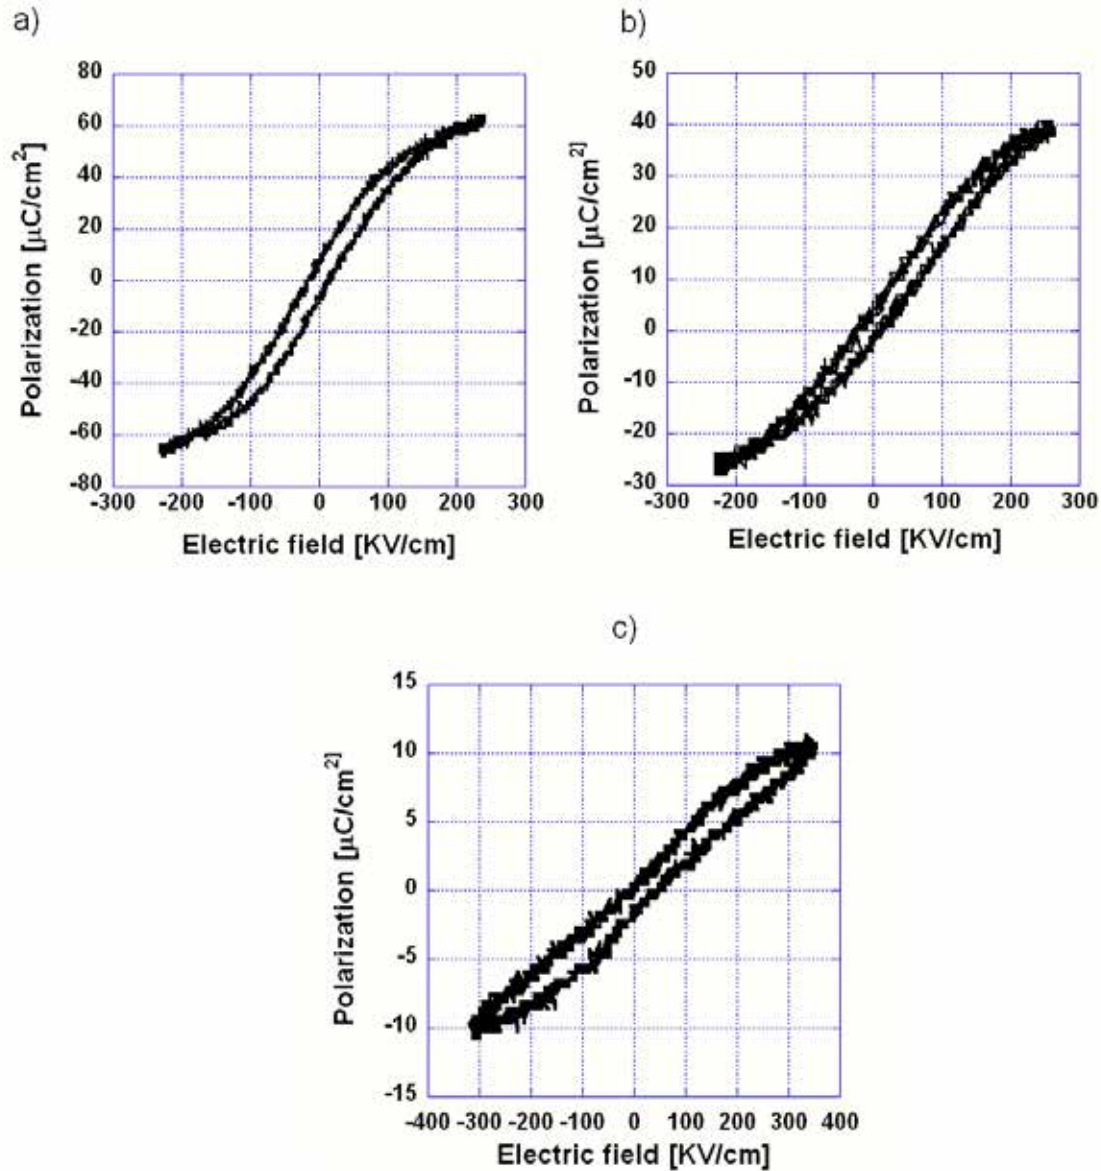 a)
80
60
40
20
0
-20
-40
-60
-80
-300 -200 -100 0 100 200 300
Polarization [μC/cm2]
Electric field [KV/cm]
b)
50
40
30
20
10
0
-10
-20
-30
-300 -200 -100 0 100 200 300
Polarization [μC/cm2]
Electric field [KV/cm]
c)
15
10
5
0
-5
-10
-15
-400 -300 -200 -100 0 100 200 300 400
Polarization [μC/cm2]
Electric field [KV/cm]